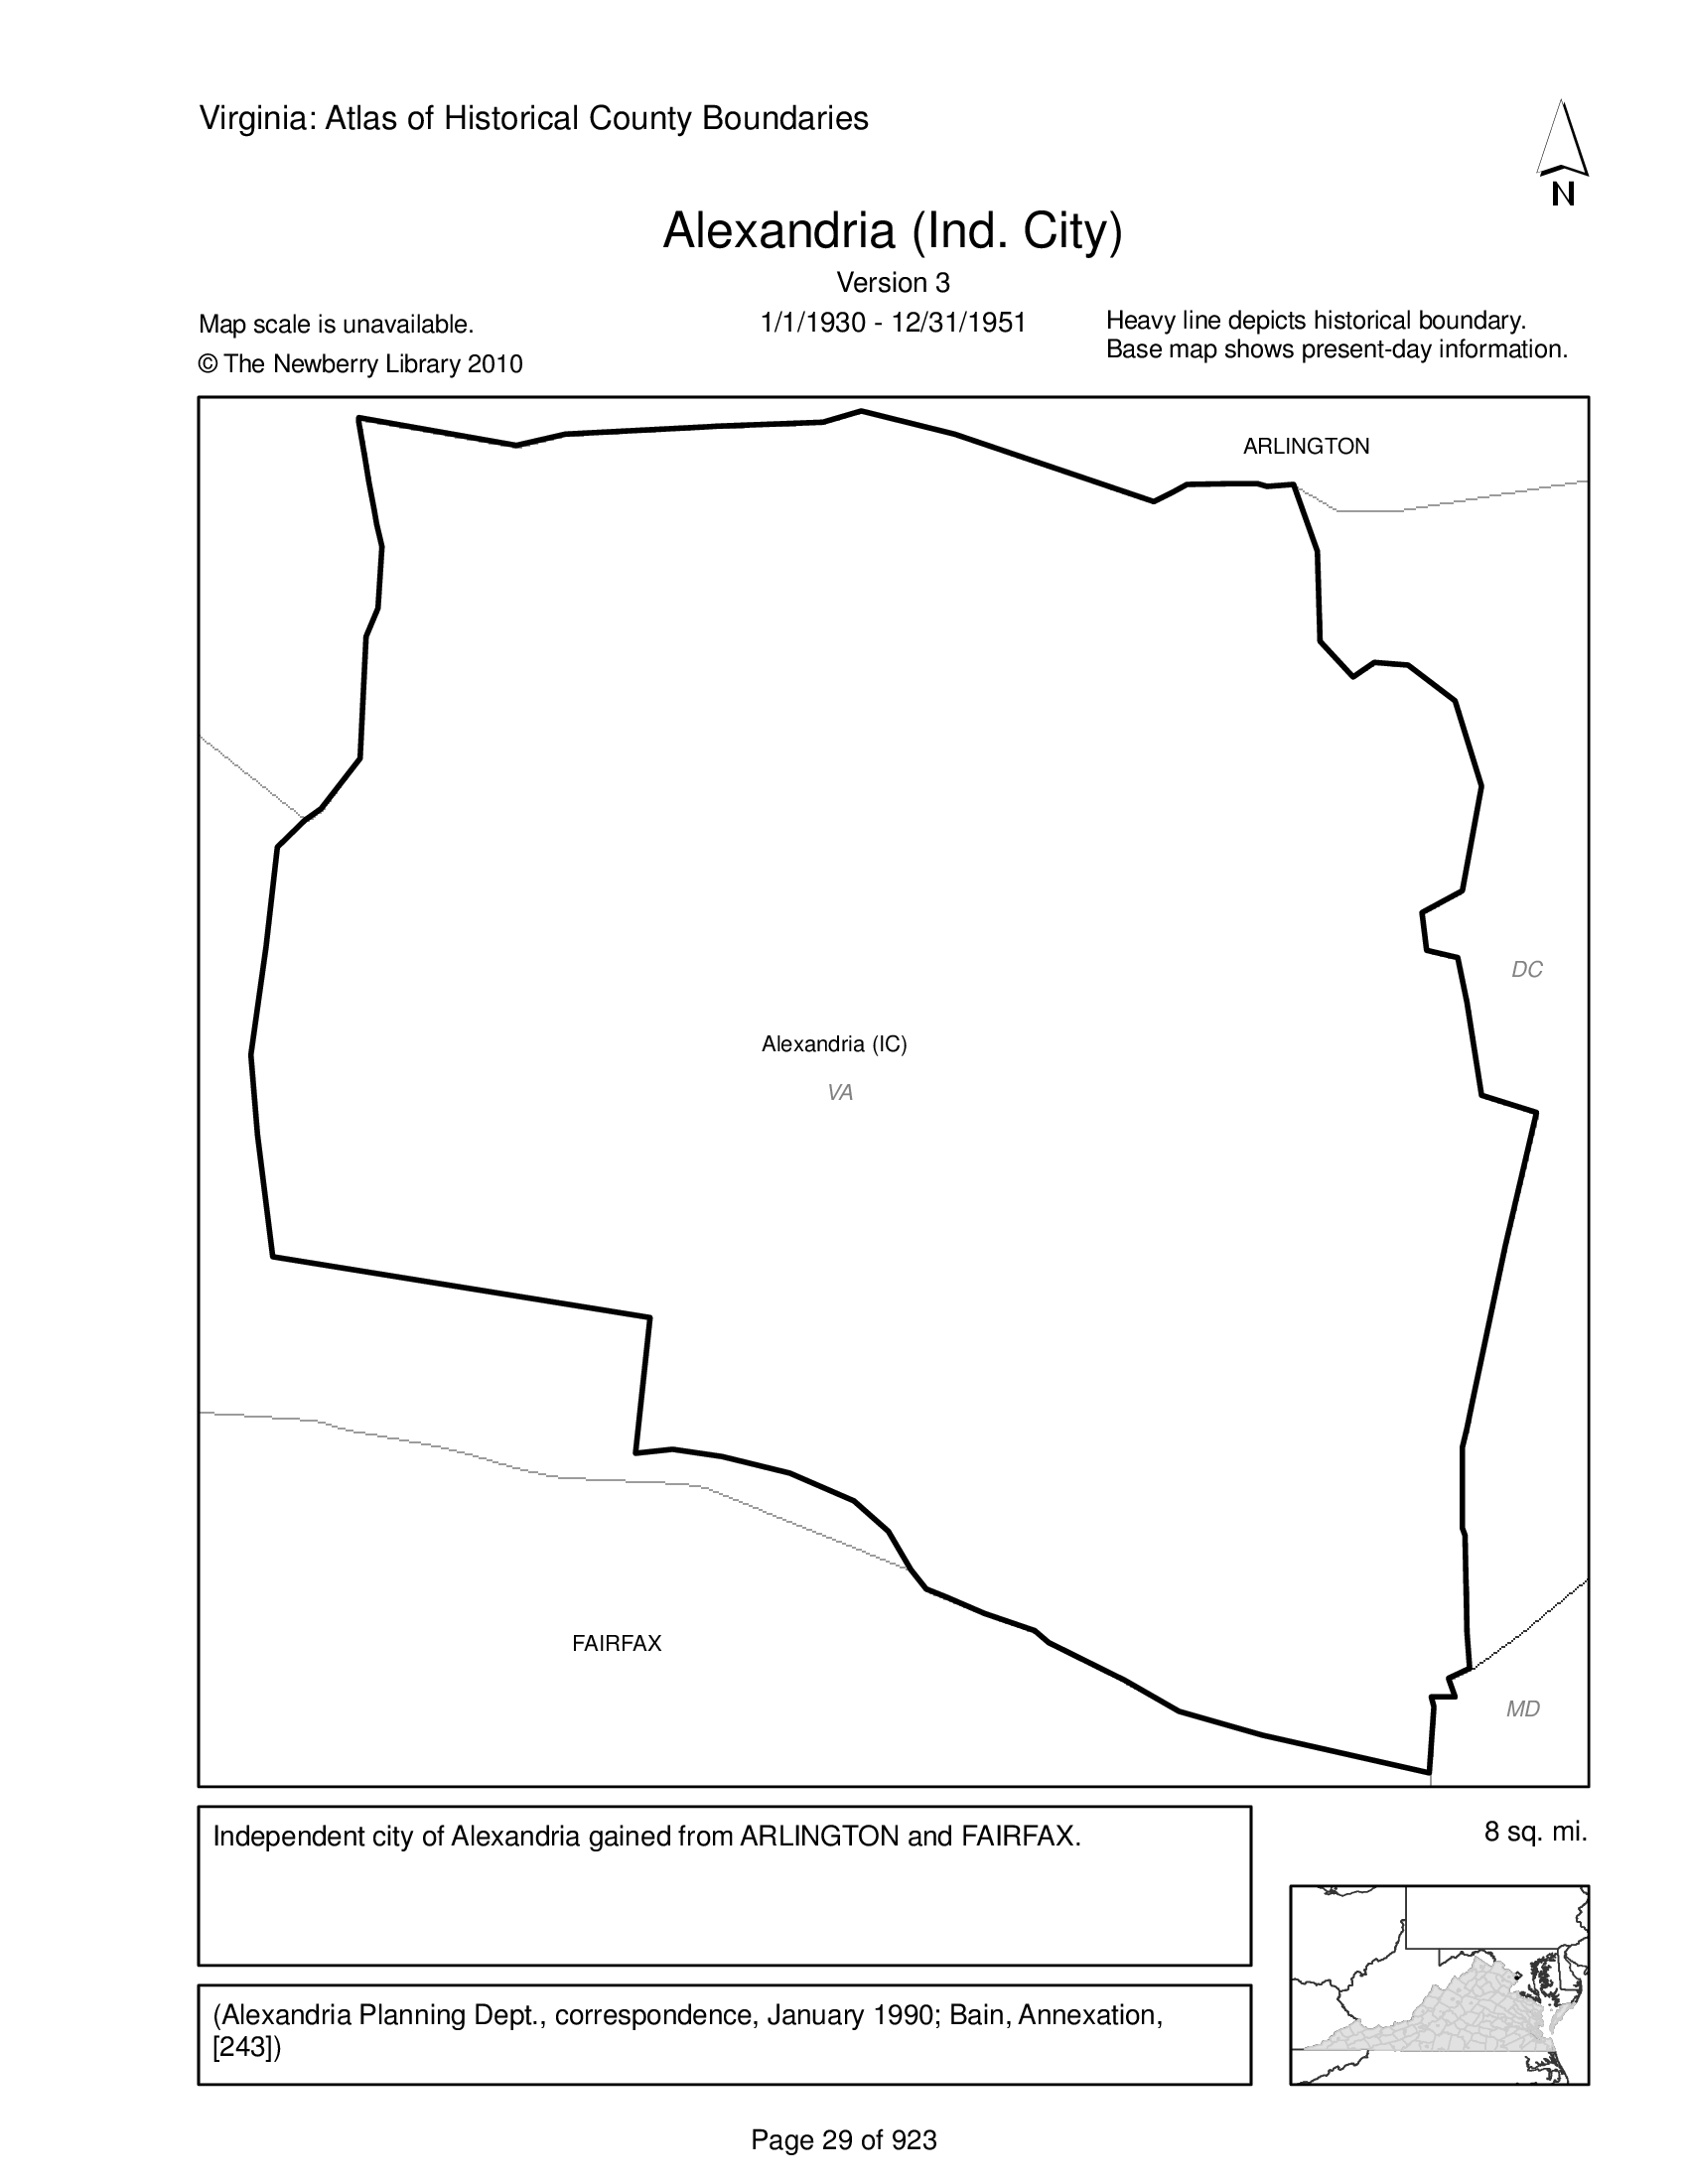 Virginia: Atlas of Historical County Boundaries
N
Alexandria (Ind. City)
Version 3
Map scale is unavailable.
1/1/1930 - 12/31/1951
Heavy line depicts historical boundary.
© The Newberry Library 2010
Base map shows present-day information.
ARLINGTON
DC
Alexandria (IC)
VA
FAIRFAX
MD
Independent city of Alexandria gained from ARLINGTON and FAIRFAX.
8 sq. mi.
(Alexandria Planning Dept., correspondence, January 1990; Bain, Annexation,
[243])
Page 29 of 923